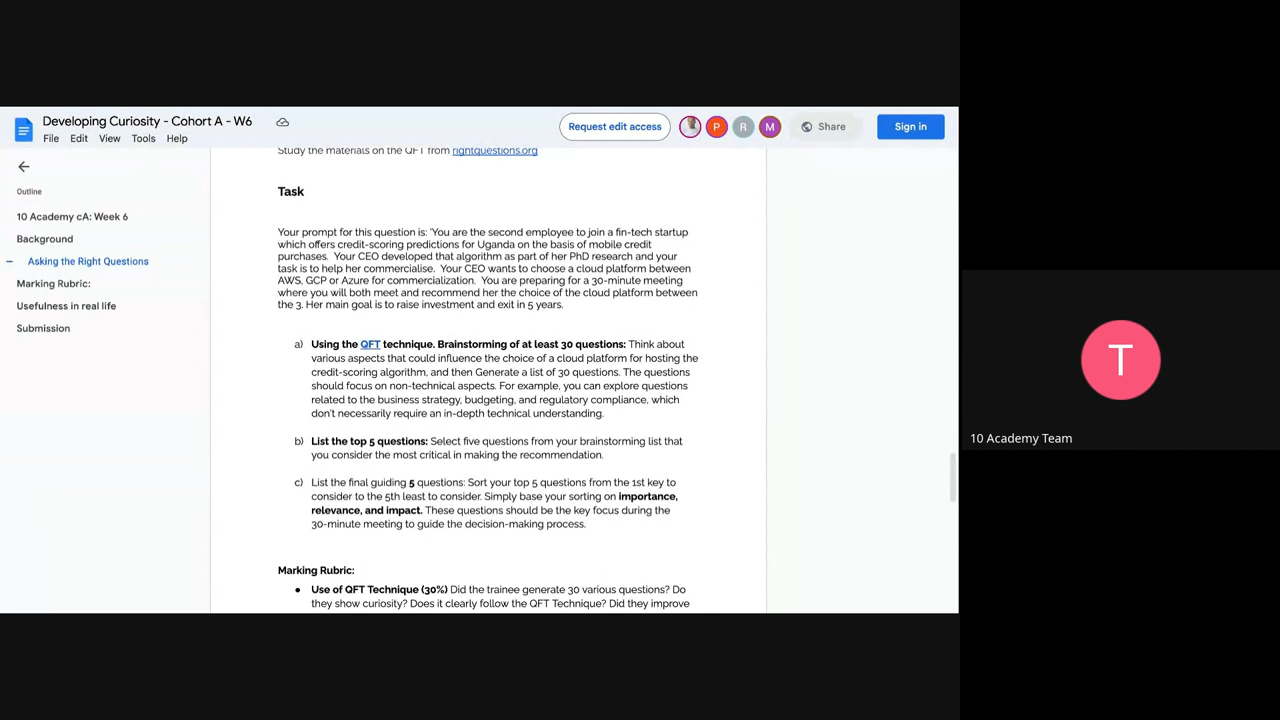 Developing Curiosity - Cohort A - W6
File Edit View Tools Help
Request edit access
P
R
M
Share
Sign in
Outline
10 Academy cA: Week 6
Background
Asking the Right Questions
Marking Rubric:
Usefulness in real life
Submission
Study the materials on the QFT from rightquestions.org
Task
Your prompt for this question is: 'You are the second employee to join a fin-tech startup
which offers credit-scoring predictions for Uganda on the basis of mobile credit
purchases. Your CEO developed that algorithm as part of her PhD research and your
task is to help her commercialise. Your CEO wants to choose a cloud platform between
AWS, GCP or Azure for commercialization. You are preparing for a 30-minute meeting
where you will both meet and recommend her the choice of the cloud platform between
the 3. Her main goal is to raise investment and exit in 5 years.
a) Using the QFT technique. Brainstorming of at least 30 questions: Think about
various aspects that could influence the choice of a cloud platform for hosting the
credit-scoring algorithm, and then Generate a list of 30 questions. The questions
should focus on non-technical aspects. For example, you can explore questions
related to the business strategy, budgeting, and regulatory compliance, which
don't necessarily require an in-depth technical understanding.
b) List the top 5 questions: Select five questions from your brainstorming list that
you consider the most critical in making the recommendation.
c) List the final guiding 5 questions: Sort your top 5 questions from the 1st key to
consider to the 5th least to consider. Simply base your sorting on importance,
relevance, and impact. These questions should be the key focus during the
30-minute meeting to guide the decision-making process.
Marking Rubric:
● Use of QFT Technique (30%) Did the trainee generate 30 various questions? Do
they show curiosity? Does it clearly follow the QFT Technique? Did they improve
T
10 Academy Team